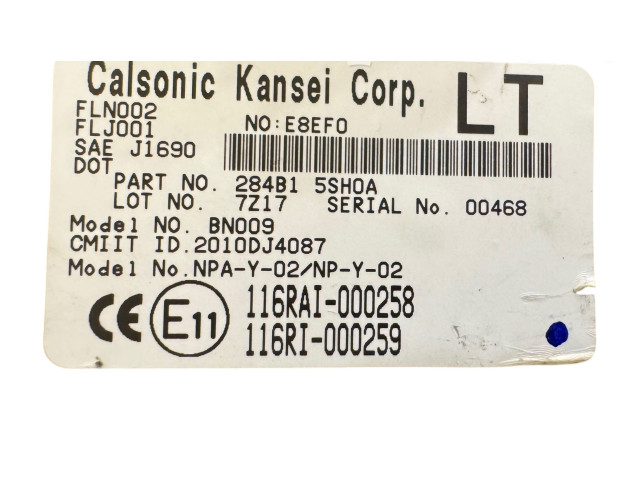 Calsonic Kansei Corp. LT
FLN002
FLJ001 NO:E8EF0
SAE J1690
DOT
PART NO. 284B1 5SH0A
LOT NO. 7Z17 SERIAL No. 00468
Model NO. BN009
CMIIT ID.2010DJ4087
Model No.NPA-Y-02/NP-Y-02
CE E11 116RAI-000258
116RI-000259